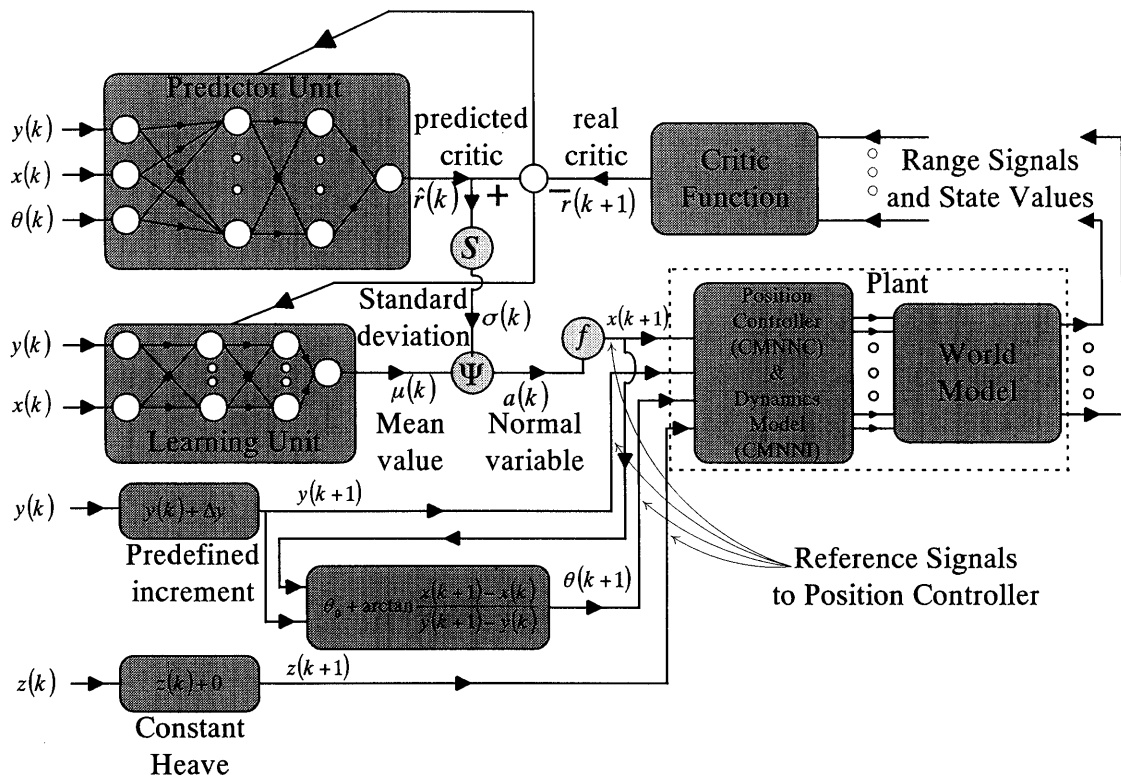 Predictor Unit
y(k)
x(k)
θ(k)
predicted
critic
r̂(k)
+
real
critic
−
r(k+1)
Critic
Function
Range Signals
and State Values
S
Standard
deviation
σ(k)
y(k)
x(k)
Learning Unit
μ(k)
Mean
value
Ψ
a(k)
Normal
variable
f
x(k+1)
Plant
Position
Controller
(CMNNC)
&
Dynamics
Model
(CMNNI)
World
Model
y(k)
y(k)+Δy
Predefined
increment
y(k+1)
θ₀ + arctan x(k+1)−x(k)
y(k+1)−y(k)
θ(k+1)
Reference Signals
to Position Controller
z(k)
z(k)+0
Constant
Heave
z(k+1)